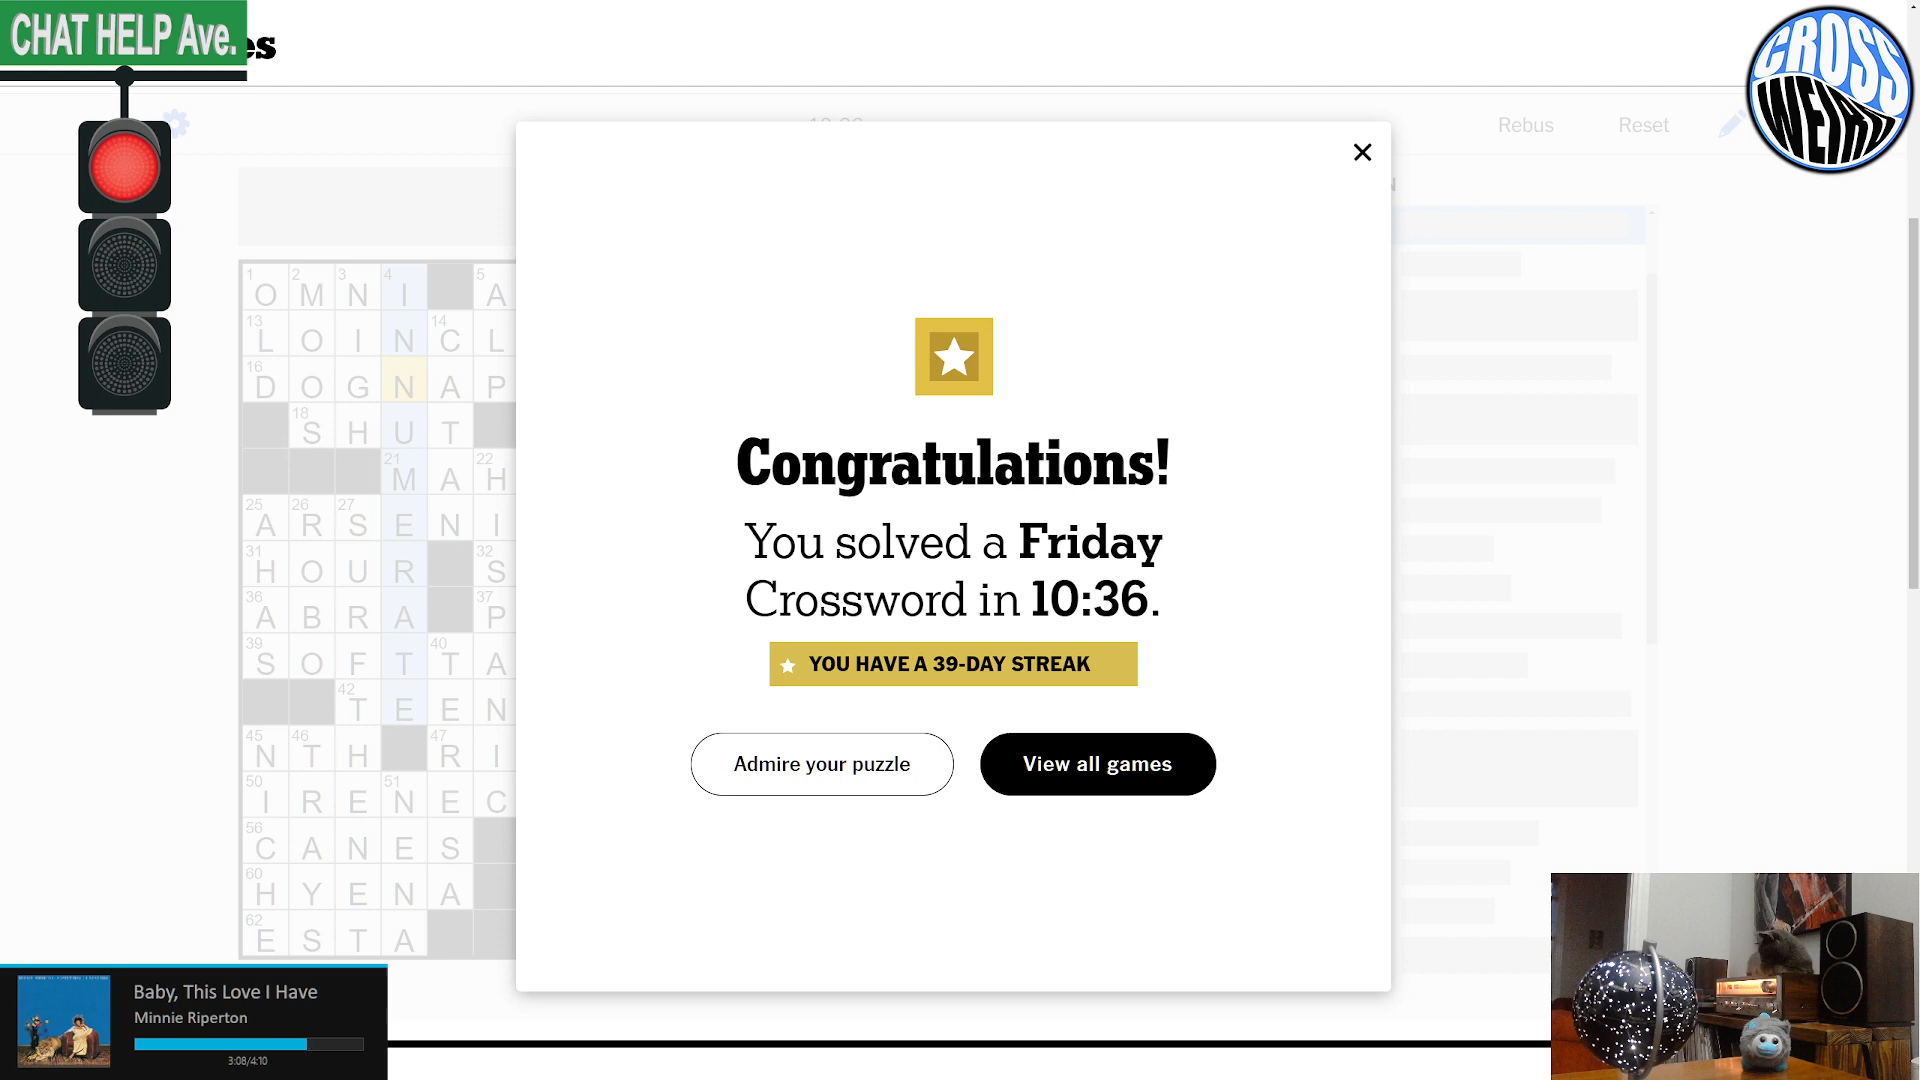 CHAT HELP Ave.
es
CROSS
WEIRD
Rebus
Reset
Congratulations!
You solved a Friday
Crossword in 10:36.
YOU HAVE A 39-DAY STREAK
Admire your puzzle
View all games
1 2 3 4 5
O M N I A
13 14
L O I N C L
16
D O G N A P
18
S H U T
21 22
M A H
25 26 27
A R S E N I
31 32
H O U R S
36 37
A B R A P
39 40
S O F T T A
42
T E E N
45 46 47
N T H R I
50 51
I R E N E C
56
C A N E S
60
H Y E N A
62
E S T A
Baby, This Love I Have
Minnie Riperton
3:08/4:10